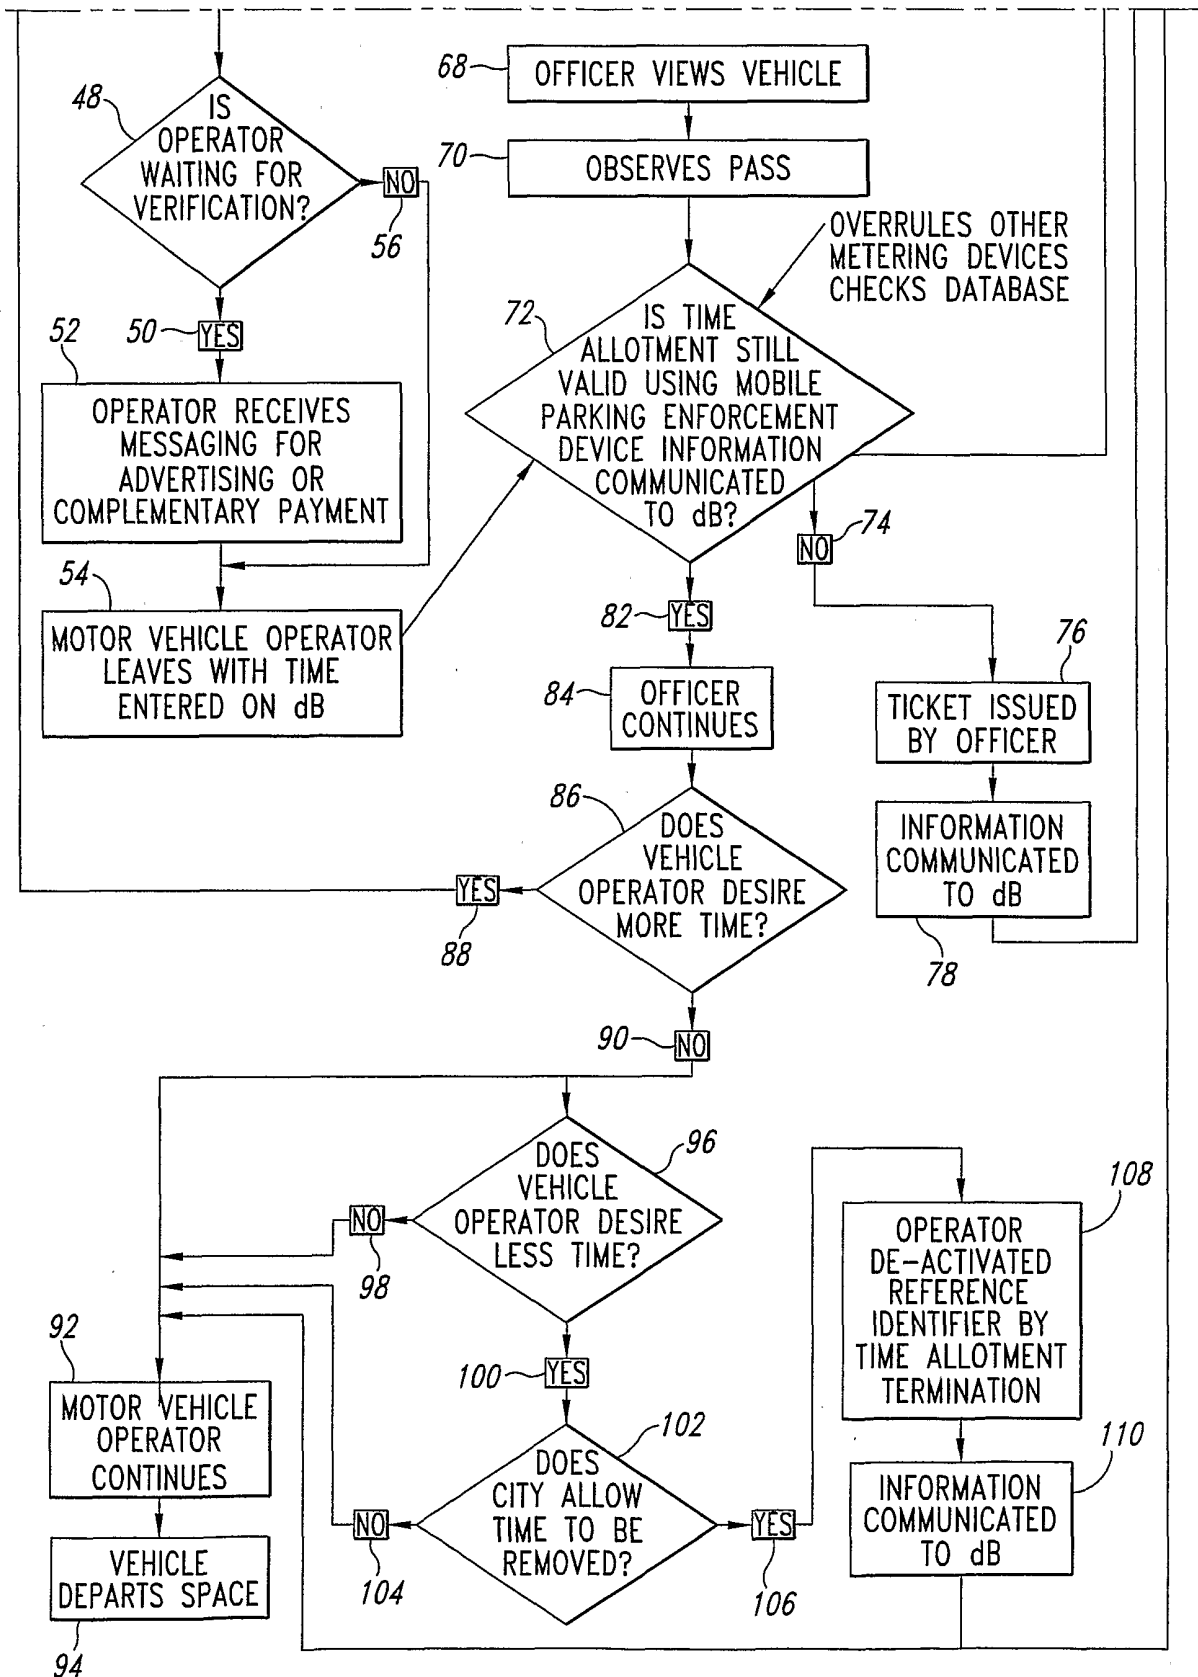 48
IS
OPERATOR
WAITING FOR
VERIFICATION?
NO
56
50
YES
52
OPERATOR RECEIVES
MESSAGING FOR
ADVERTISING OR
COMPLEMENTARY PAYMENT
54
MOTOR VEHICLE OPERATOR
LEAVES WITH TIME
ENTERED ON dB
68
OFFICER VIEWS VEHICLE
70
OBSERVES PASS
OVERRULES OTHER
METERING DEVICES
CHECKS DATABASE
72
IS TIME
ALLOTMENT STILL
VALID USING MOBILE
PARKING ENFORCEMENT
DEVICE INFORMATION
COMMUNICATED
TO dB?
74
NO
82
YES
84
OFFICER
CONTINUES
76
TICKET ISSUED
BY OFFICER
INFORMATION
COMMUNICATED
TO dB
78
86
DOES
VEHICLE
OPERATOR DESIRE
MORE TIME?
YES
88
90
NO
96
DOES
VEHICLE
OPERATOR DESIRE
LESS TIME?
NO
98
100
YES
102
DOES
CITY ALLOW
TIME TO BE
REMOVED?
NO
104
YES
106
108
OPERATOR
DE-ACTIVATED
REFERENCE
IDENTIFIER BY
TIME ALLOTMENT
TERMINATION
110
INFORMATION
COMMUNICATED
TO dB
92
MOTOR VEHICLE
OPERATOR
CONTINUES
VEHICLE
DEPARTS SPACE
94